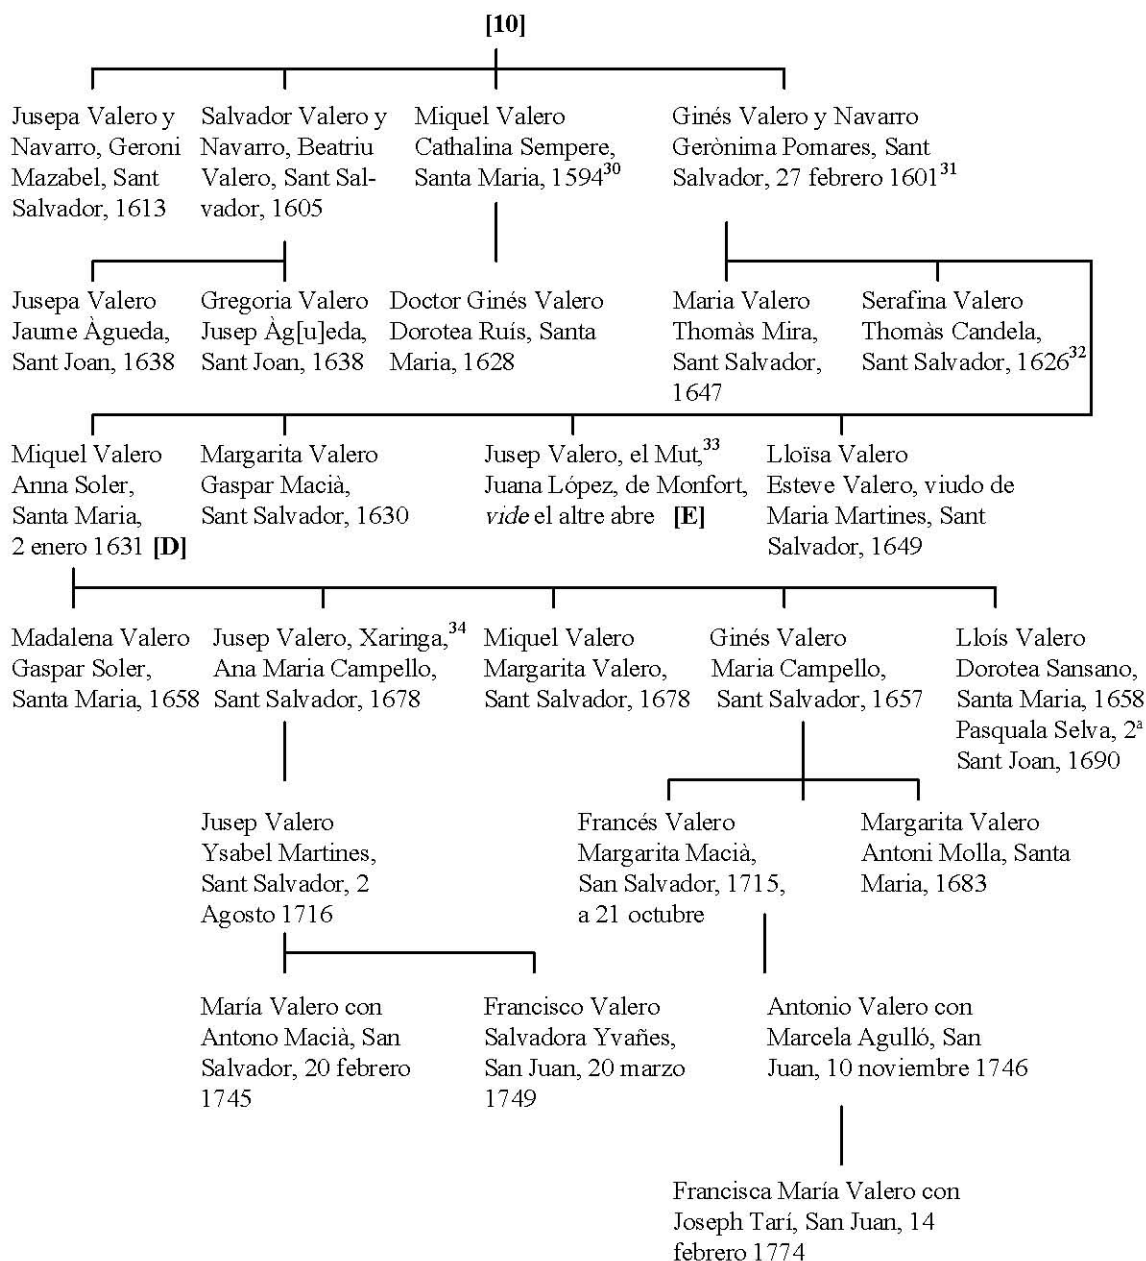 [10]
Jusepa Valero y
Navarro, Geroni
Mazabel, Sant
Salvador, 1613
Salvador Valero y
Navarro, Beatriu
Valero, Sant Sal-
vador, 1605
Miquel Valero
Cathalina Sempere,
Santa Maria, 1594³⁰
Ginés Valero y Navarro
Gerònima Pomares, Sant
Salvador, 27 febrero 1601³¹
Jusepa Valero
Jaume Àgueda,
Sant Joan, 1638
Gregoria Valero
Jusep Àg[u]eda,
Sant Joan, 1638
Doctor Ginés Valero
Dorotea Ruís, Santa
Maria, 1628
Maria Valero
Thomàs Mira,
Sant Salvador,
1647
Serafina Valero
Thomàs Candela,
Sant Salvador, 1626³²
Miquel Valero
Anna Soler,
Santa Maria,
2 enero 1631 [D]
Margarita Valero
Gaspar Macià,
Sant Salvador, 1630
Jusep Valero, el Mut,³³
Juana López, de Monfort,
vide el altre abre [E]
Lloïsa Valero
Esteve Valero, viudo de
Maria Martines, Sant
Salvador, 1649
Madalena Valero
Gaspar Soler,
Santa Maria, 1658
Jusep Valero, Xaringa,³⁴
Ana Maria Campello,
Sant Salvador, 1678
Miquel Valero
Margarita Valero,
Sant Salvador, 1678
Ginés Valero
Maria Campello,
Sant Salvador, 1657
Lloís Valero
Dorotea Sansano,
Santa Maria, 1658
Pasquala Selva, 2ª
Sant Joan, 1690
Jusep Valero
Ysabel Martines,
Sant Salvador, 2
Agosto 1716
Francés Valero
Margarita Macià,
San Salvador, 1715,
a 21 octubre
Margarita Valero
Antoni Molla, Santa
Maria, 1683
María Valero con
Antono Macià, San
Salvador, 20 febrero
1745
Francisco Valero
Salvadora Yvañes,
San Juan, 20 marzo
1749
Antonio Valero con
Marcela Agulló, San
Juan, 10 noviembre 1746
Francisca María Valero con
Joseph Tarí, San Juan, 14
febrero 1774